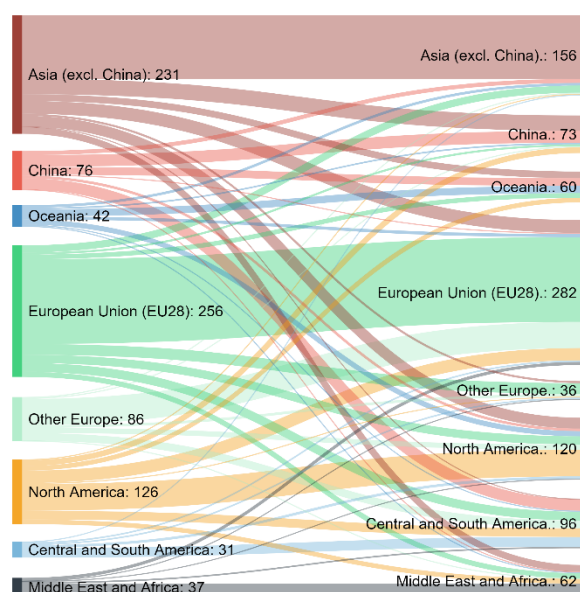 Asia (excl. China): 231
China: 76
Oceania: 42
European Union (EU28): 256
Other Europe: 86
North America: 126
Central and South America: 31
Middle East and Africa: 37
Asia (excl. China).: 156
China.: 73
Oceania.: 60
European Union (EU28).: 282
Other Europe.: 36
North America.: 120
Central and South America.: 96
Middle East and Africa.: 62